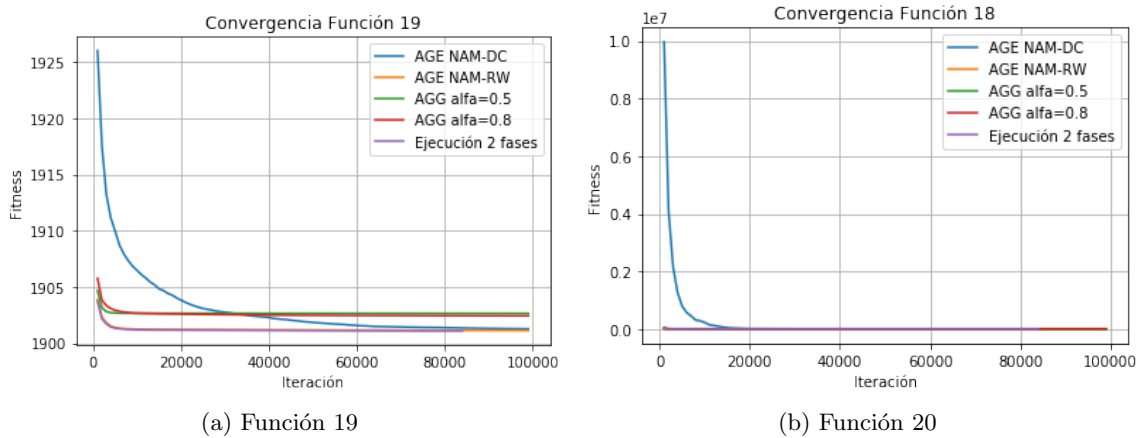 Convergencia Función 19
1925
1920
1915
1910
1905
1900
Fitness
0
20000
40000
60000
80000
100000
Iteración
AGE NAM-DC
AGE NAM-RW
AGG alfa=0.5
AGG alfa=0.8
Ejecución 2 fases
(a) Función 19
Convergencia Función 18
1e7
1.0
0.8
0.6
0.4
0.2
0.0
Fitness
0
20000
40000
60000
80000
100000
Iteración
AGE NAM-DC
AGE NAM-RW
AGG alfa=0.5
AGG alfa=0.8
Ejecución 2 fases
(b) Función 20